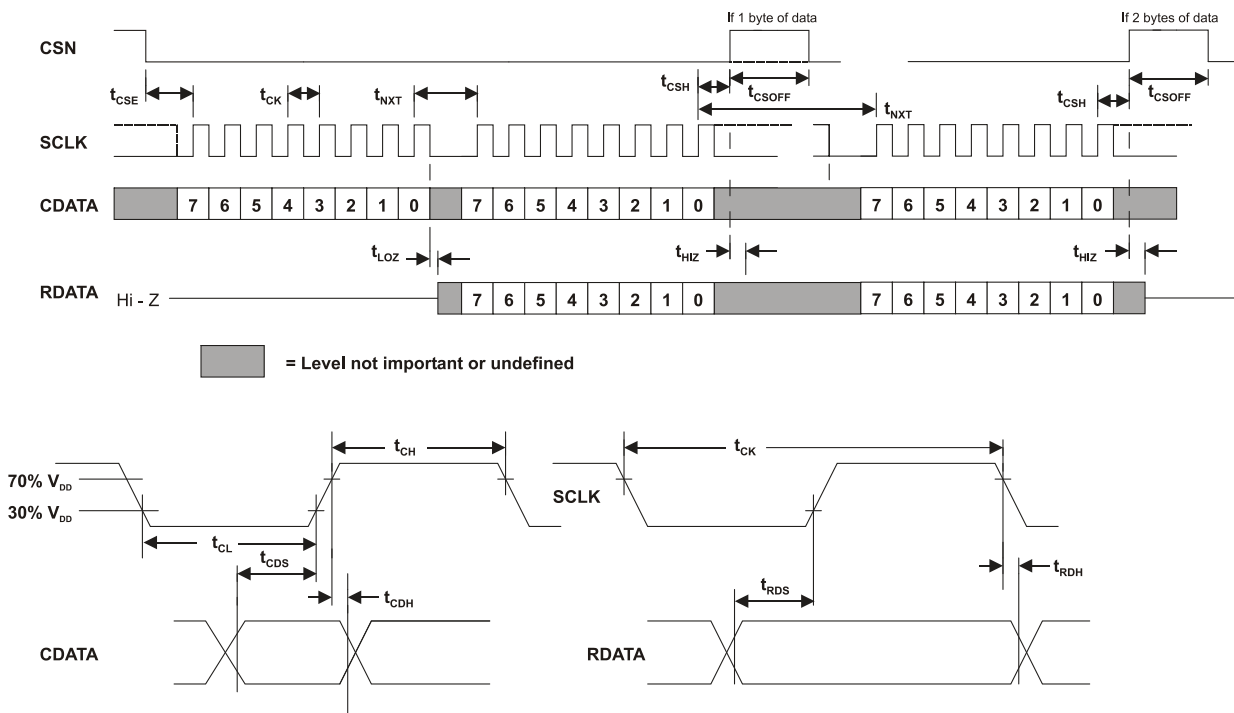 If 1 byte of data
If 2 bytes of data
CSN
tCSE
tCK
tNXT
tCSH
tCSOFF
tNXT
tCSH
tCSOFF
SCLK
CDATA
7 6 5 4 3 2 1 0
7 6 5 4 3 2 1 0
7 6 5 4 3 2 1 0
tLOZ
tHIZ
tHIZ
RDATA
Hi - Z
7 6 5 4 3 2 1 0
7 6 5 4 3 2 1 0
= Level not important or undefined
tCH
tCK
70% VDD
SCLK
30% VDD
tCL
tCDS
tCDH
tRDS
tRDH
CDATA
RDATA